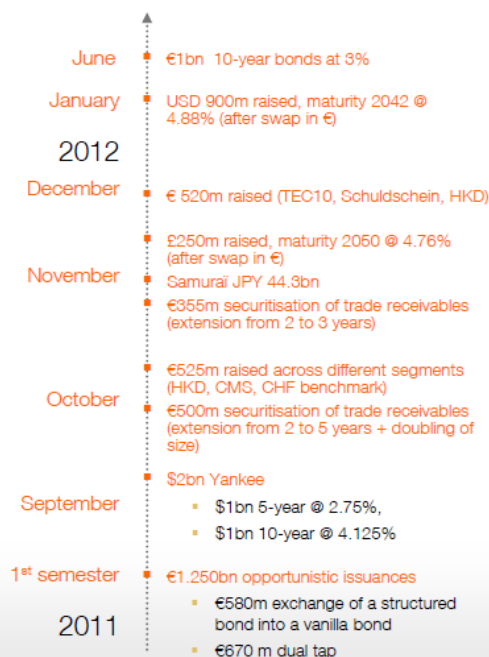 June
€1bn 10-year bonds at 3%
January
USD 900m raised, maturity 2042 @
4.88% (after swap in €)
2012
December
€ 520m raised (TEC10, Schuldschein, HKD)
£250m raised, maturity 2050 @ 4.76%
(after swap in €)
November
Samuraï JPY 44.3bn
€355m securitisation of trade receivables
(extension from 2 to 3 years)
€525m raised across different segments
(HKD, CMS, CHF benchmark)
October
€500m securitisation of trade receivables
(extension from 2 to 5 years + doubling of
size)
$2bn Yankee
September
$1bn 5-year @ 2.75%,
$1bn 10-year @ 4.125%
1st semester
€1.250bn opportunistic issuances
€580m exchange of a structured
bond into a vanilla bond
2011
€670 m dual tap